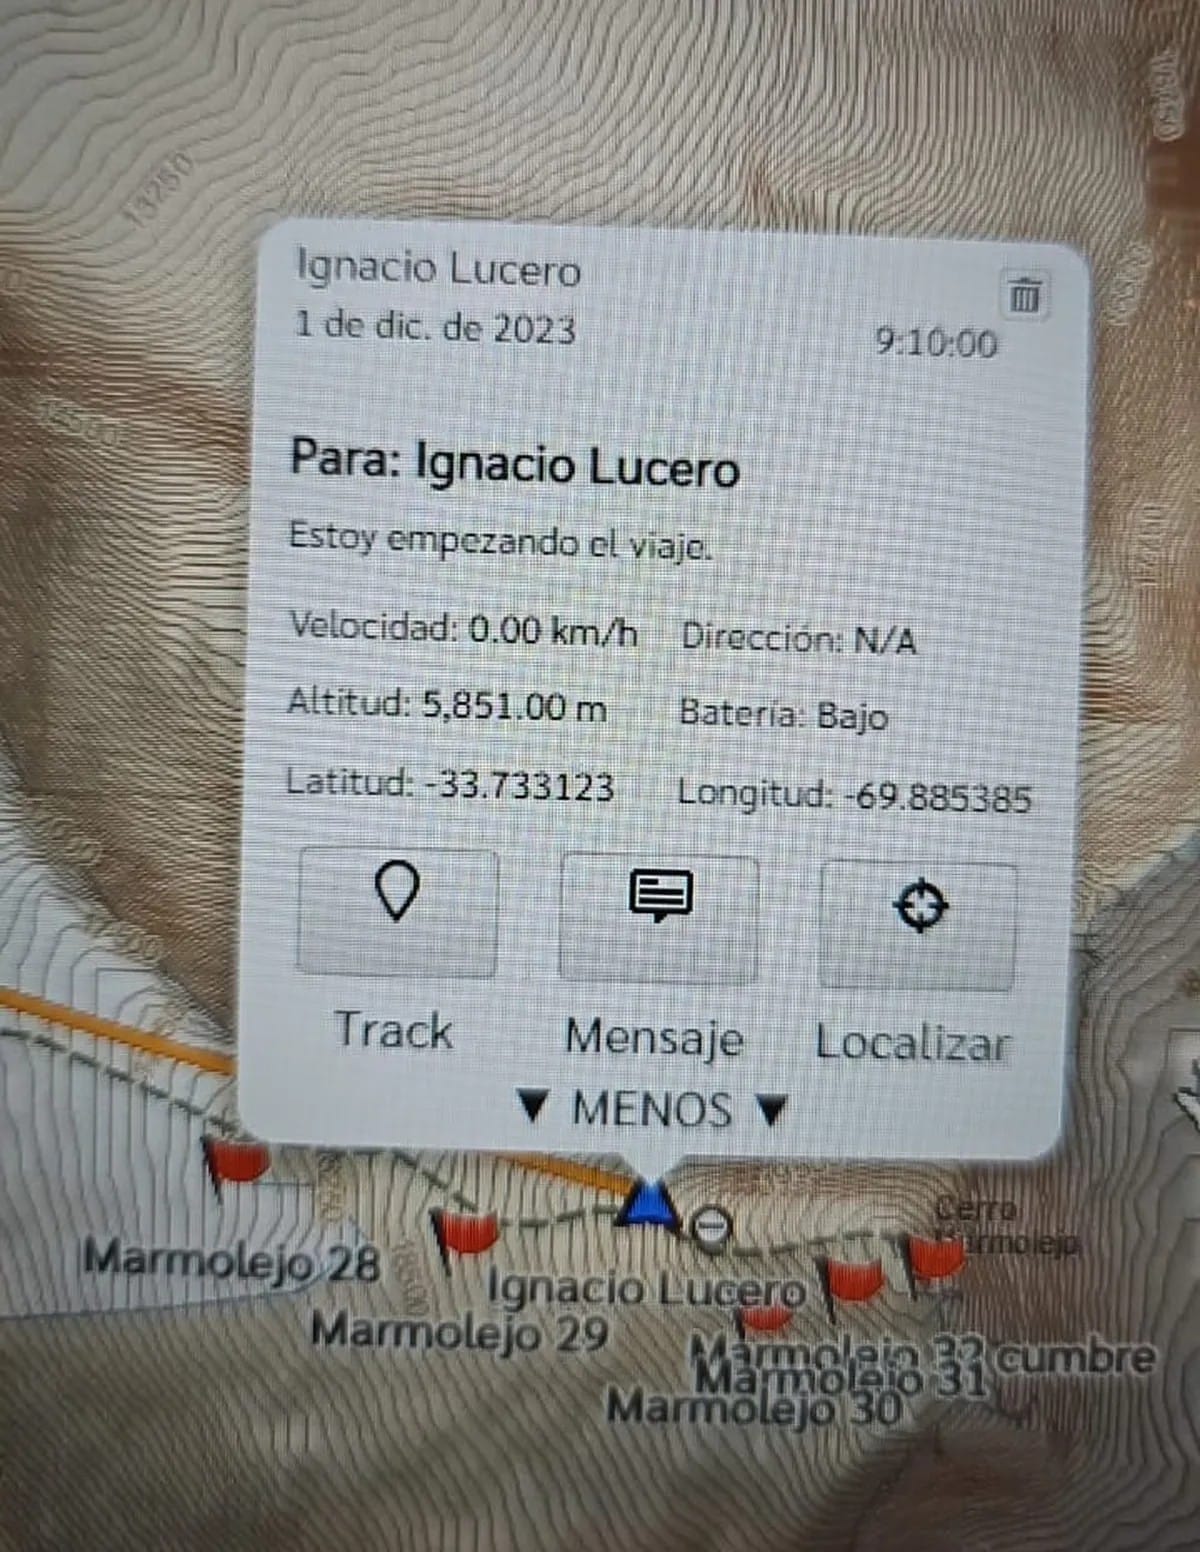 13250
Ignacio Lucero
1 de dic. de 2023
9:10:00
Para: Ignacio Lucero
Estoy empezando el viaje.
Velocidad: 0.00 km/h Dirección: N/A
Altitud: 5,851.00 m Batería: Bajo
Latitud: -33.733123 Longitud: -69.885385
Track Mensaje Localizar
▼ MENOS ▼
Cerro
Marmolejo
Marmolejo 28
Ignacio Lucero
Marmolejo 29
Marmolejo 32 cumbre
Marmolejo 31
Marmolejo 30